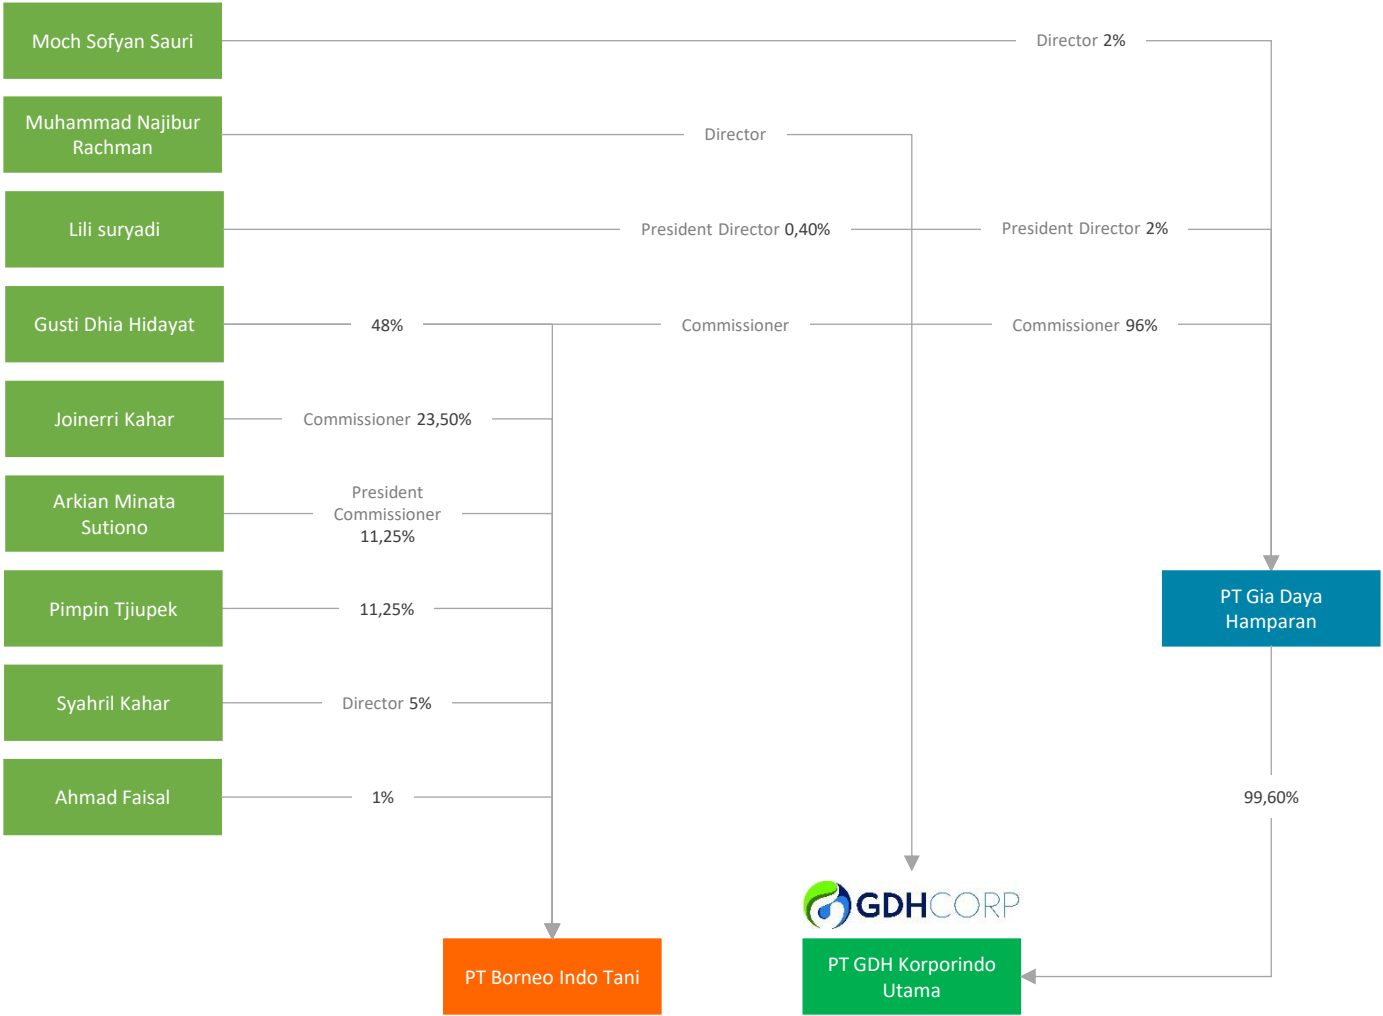 Moch Sofyan Sauri
Director 2%
Muhammad Najibur
Rachman
Director
Lili suryadi
President Director 0,40%
President Director 2%
Gusti Dhia Hidayat
48%
Commissioner
Commissioner 96%
Joinerri Kahar
Commissioner 23,50%
Arkian Minata
Sutiono
President
Commissioner
11,25%
Pimpin Tjiupek
11,25%
PT Gia Daya
Hamparan
Syahril Kahar
Director 5%
Ahmad Faisal
1%
99,60%
GDHCORP
PT Borneo Indo Tani
PT GDH Korporindo
Utama